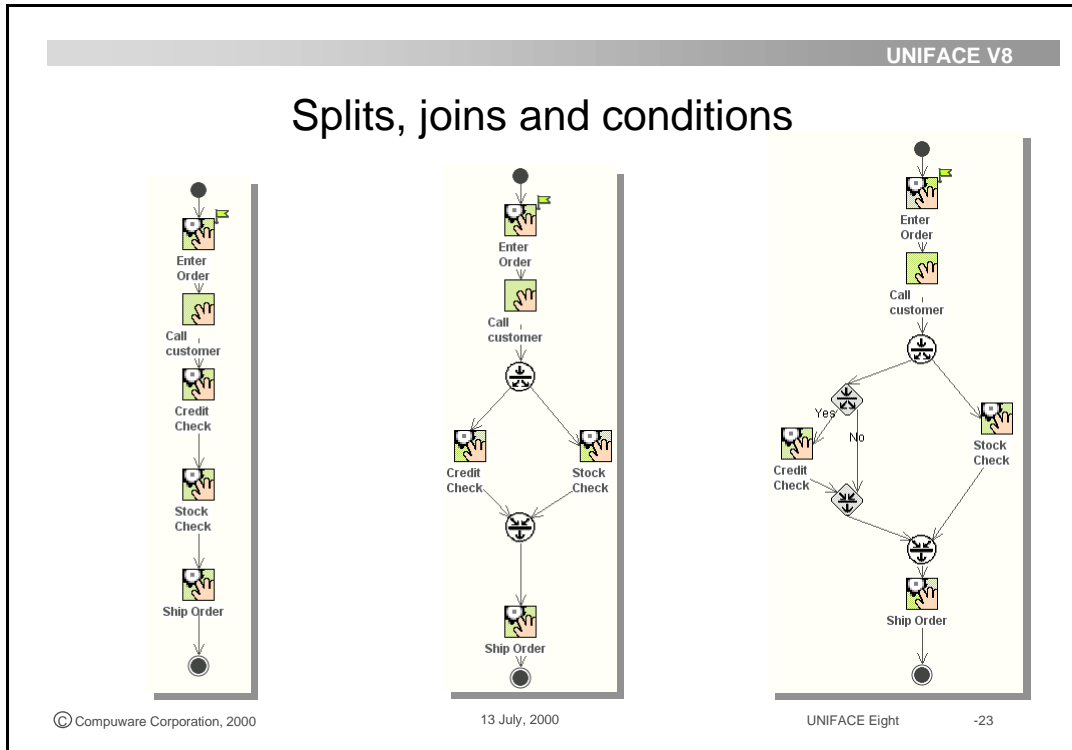 UNIFACE V8
Splits, joins and conditions
Enter
Order
Call
customer
Credit
Check
Stock
Check
Ship Order
Enter
Order
Call
customer
Credit
Check
Stock
Check
Ship Order
Enter
Order
Call
customer
Yes
No
Credit
Check
Stock
Check
Ship Order
© Compuware Corporation, 2000
13 July, 2000
UNIFACE Eight -23